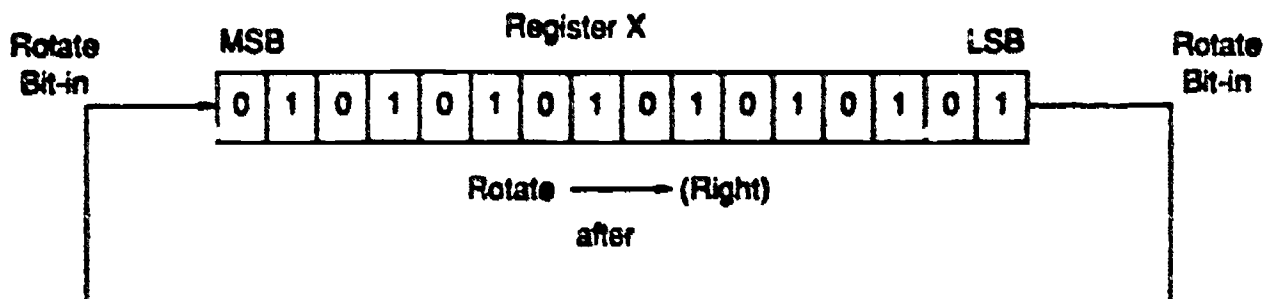 Register X
Rotate
Bit-in
MSB
LSB
Rotate
Bit-in
0 1 0 1 0 1 0 1 0 1 0 1 0 1 0 1
Rotate (Right)
after